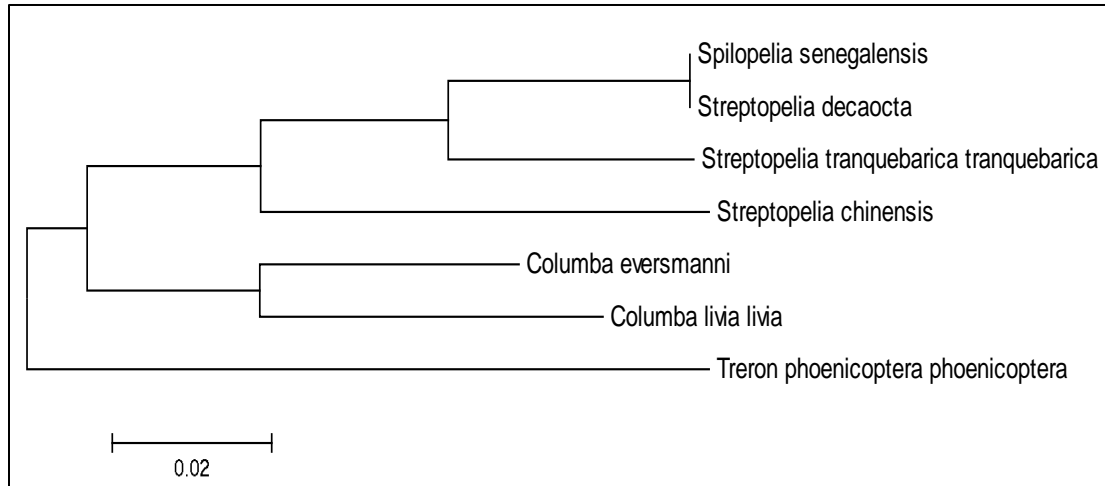 Spilopelia senegalensis
Streptopelia decaocta
Streptopelia tranquebarica tranquebarica
Streptopelia chinensis
Columba eversmanni
Columba livia livia
Treron phoenicoptera phoenicoptera
0.02